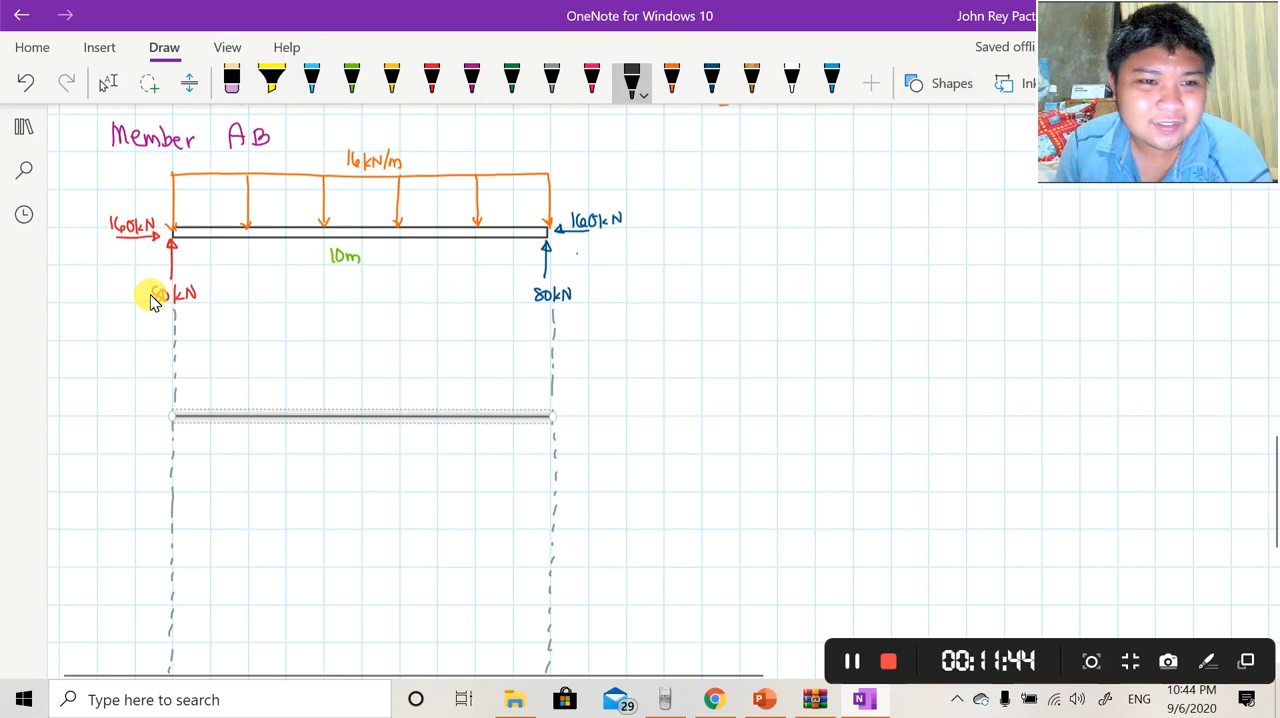 OneNote for Windows 10
John Rey Pact
Home Insert Draw View Help
Saved offli
Shapes
Ink
Member AB
16kN/m
160kN
160kN
10m
80kN
80kN
00:11:44
Type here to search
29
ENG
10:44 PM
9/6/2020